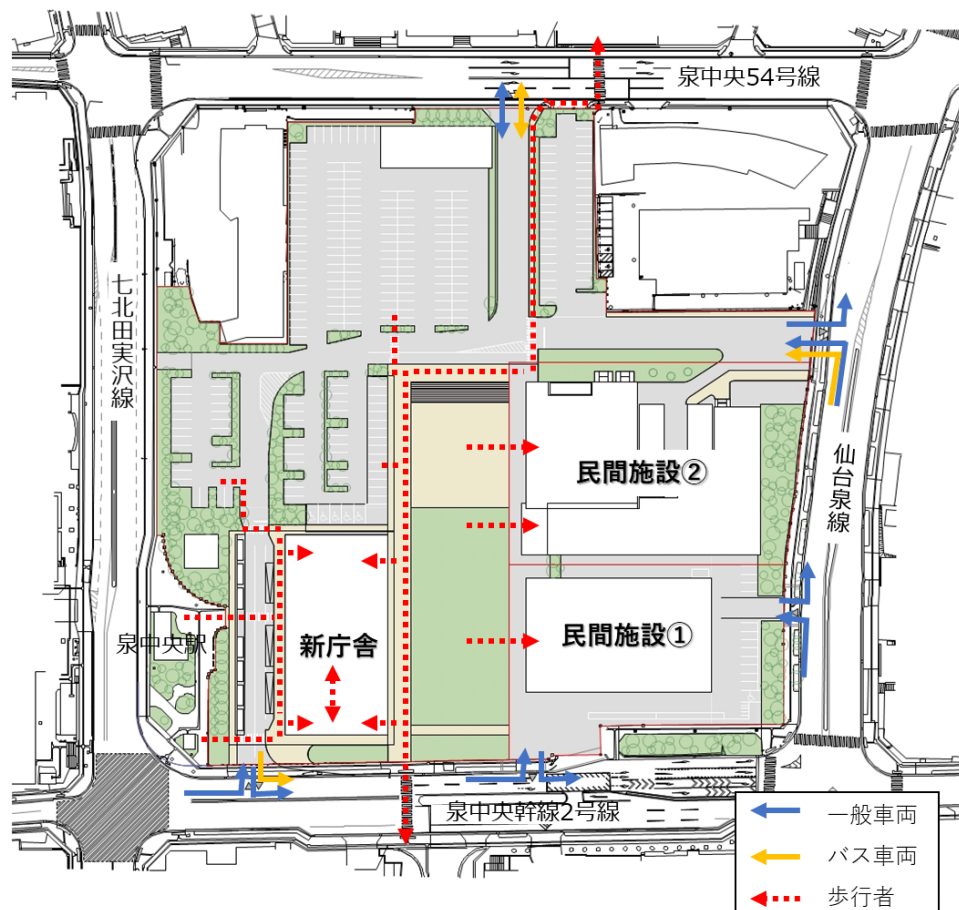 泉中央54号線
七北田実沢線
仙台泉線
民間施設②
民間施設①
新庁舎
泉中央駅
泉中央幹線2号線
一般車両
バス車両
歩行者